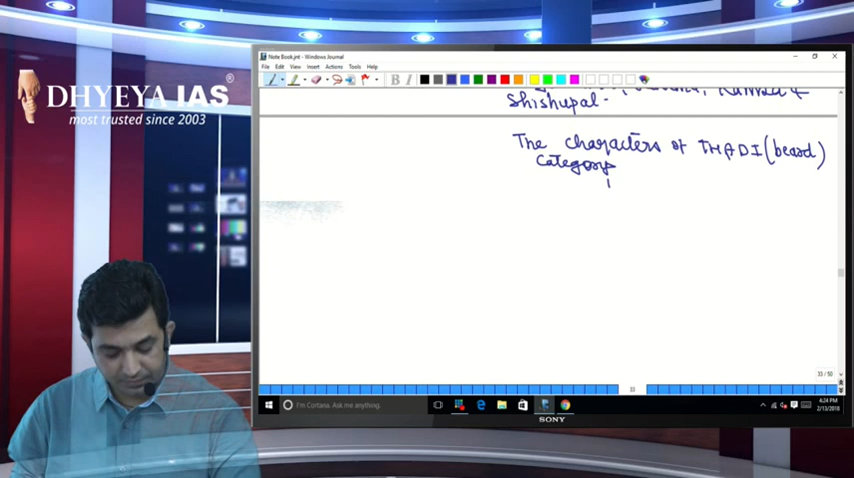 DHYEYA IAS®
most trusted since 2003
Note Book.jnt - Windows Journal
File Edit View Insert Actions Tools Help
B I
Shishupal-
The characters of THADI (beard)
Category
33 / 50
33
I'm Cortana. Ask me anything.
4:24 PM
2/13/2018
SONY